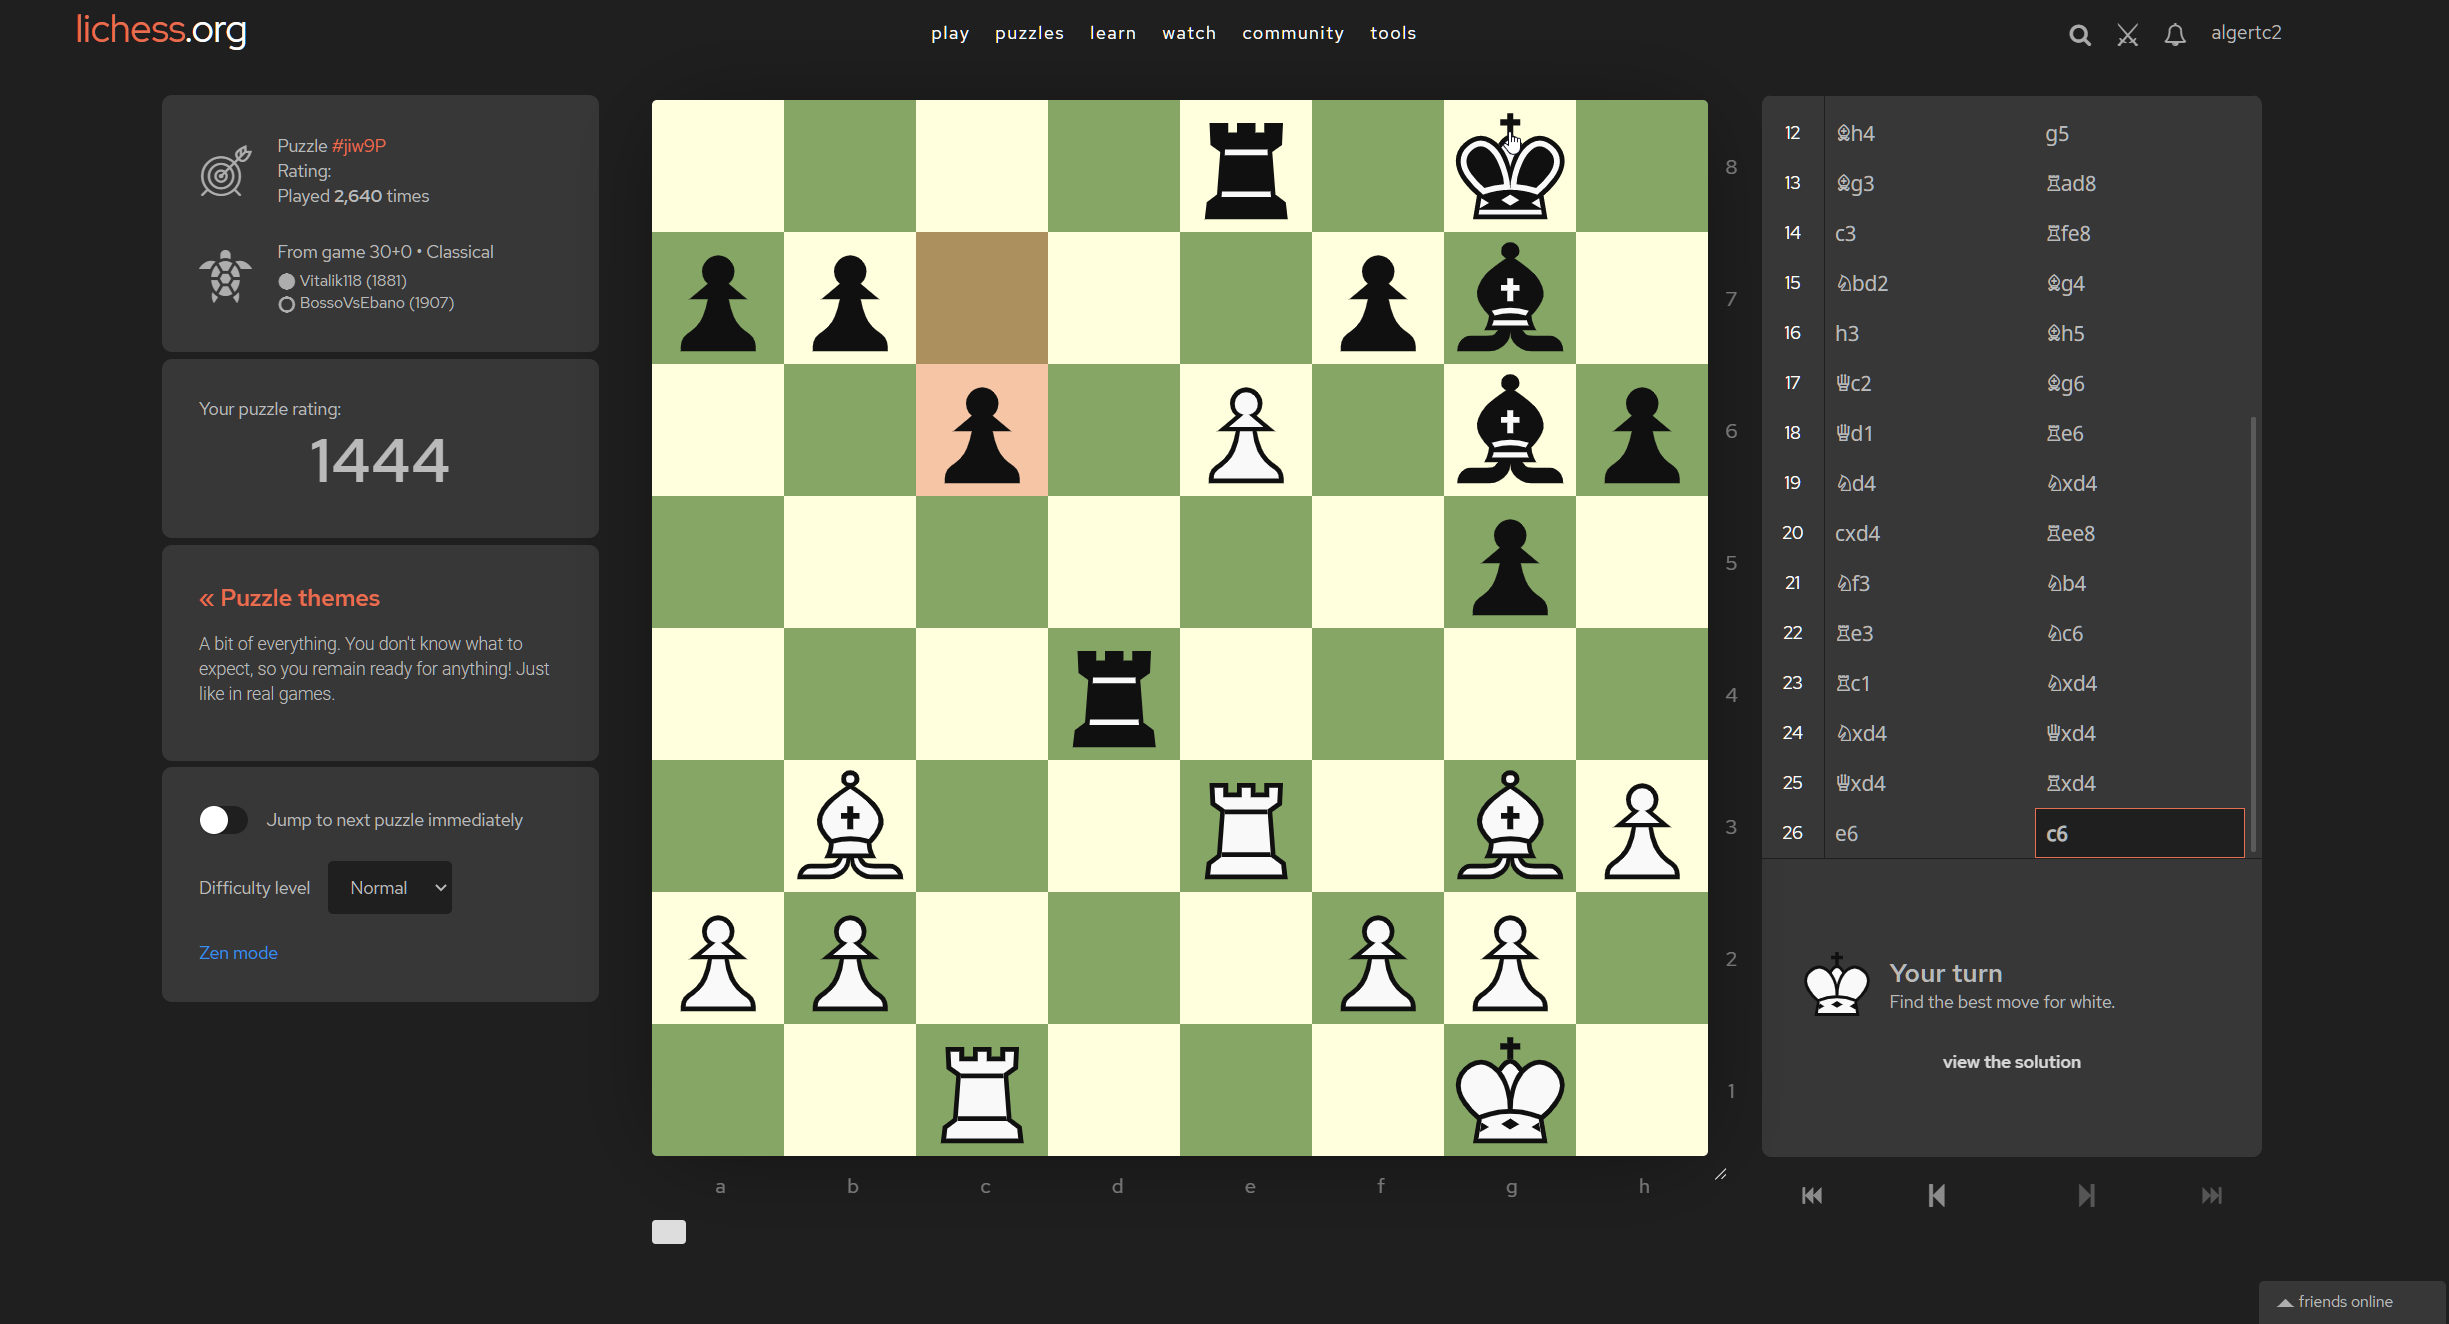 lichess.org
play puzzles learn watch community tools
algertc2
Puzzle #jiw9P
Rating:
Played 2,640 times
From game 30+0 • Classical
Vitalik118 (1881)
BossoVsEbano (1907)
Your puzzle rating:
1444
« Puzzle themes
A bit of everything. You don't know what to
expect, so you remain ready for anything! Just
like in real games.
Jump to next puzzle immediately
Difficulty level Normal
Zen mode
8
7
6
5
4
3
2
1
a b c d e f g h
12 ♗h4 g5
13 ♗g3 ♖ad8
14 c3 ♖fe8
15 ♘bd2 ♗g4
16 h3 ♗h5
17 ♕c2 ♗g6
18 ♕d1 ♖e6
19 ♘d4 ♘xd4
20 cxd4 ♖ee8
21 ♘f3 ♘b4
22 ♖e3 ♘c6
23 ♖c1 ♘xd4
24 ♘xd4 ♕xd4
25 ♕xd4 ♖xd4
26 e6 c6
Your turn
Find the best move for white.
view the solution
friends online